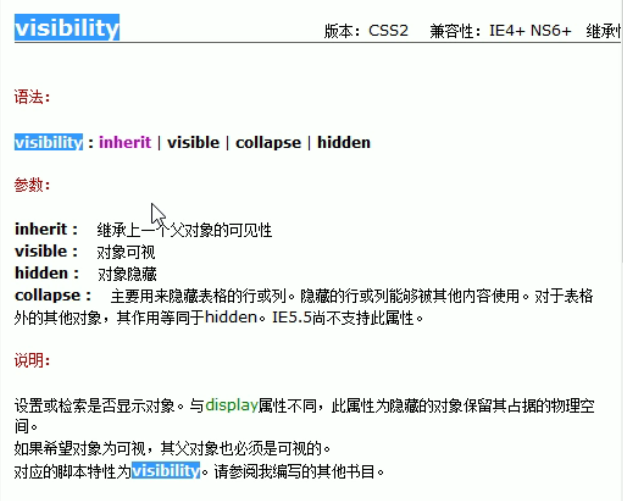 visibility 版本：CSS2 兼容性：IE4+ NS6+ 继承
语法：
visibility : inherit | visible | collapse | hidden
参数：
inherit : 继承上一个父对象的可见性
visible : 对象可视
hidden : 对象隐藏
collapse : 主要用来隐藏表格的行或列。隐藏的行或列能够被其他内容使用。对于表格
外的其他对象，其作用等同于hidden。IE5.5尚不支持此属性。
说明：
设置或检索是否显示对象。与display属性不同，此属性为隐藏的对象保留其占据的物理空
间。
如果希望对象为可视，其父对象也必须是可视的。
对应的脚本特性为visibility。请参阅我编写的其他书目。